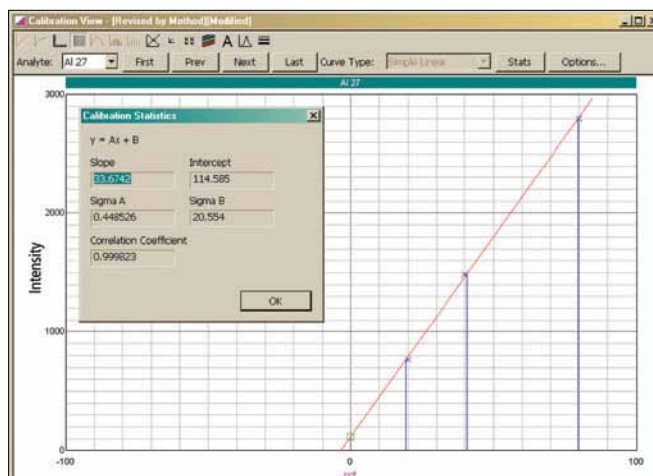 Calibration View - [Revised by Method][Modified]
Analyte: Al 27 First Prev Next Last Curve Type: Simple Linear Stats Options...
Al 27
3000
Calibration Statistics
y = Ax + B
Slope Intercept
33.6742 114.585
Sigma A Sigma B
0.448526 20.554
Correlation Coefficient
0.999823
OK
2000
Intensity
1000
0
-100 0 100